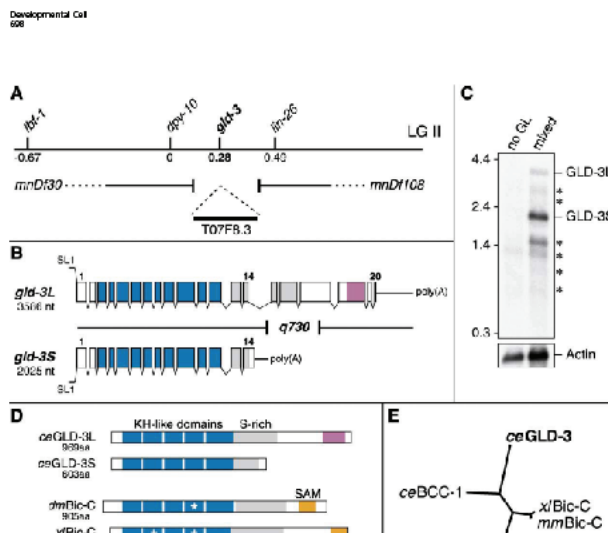 Developmental Cell
698
A
fbf-1
dpy-10
gld-3
lin-26
LG II
-0.67
0
0.28
0.40
mnDf30
mnDf108
T07F8.3
B
SL1
1
14
20
gld-3L
3586 nt
poly(A)
q730
1
14
gld-3S
2025 nt
poly(A)
SL1
C
no GL
mixed
4.4
GLD-3L
*
*
2.4
GLD-3S
1.4
*
*
*
*
0.3
Actin
D
KH-like domains
S-rich
ceGLD-3L
969aa
ceGLD-3S
603aa
SAM
dmBic-C
905aa
xlBic-C
E
ceGLD-3
ceBCC-1
xlBic-C
mmBic-C